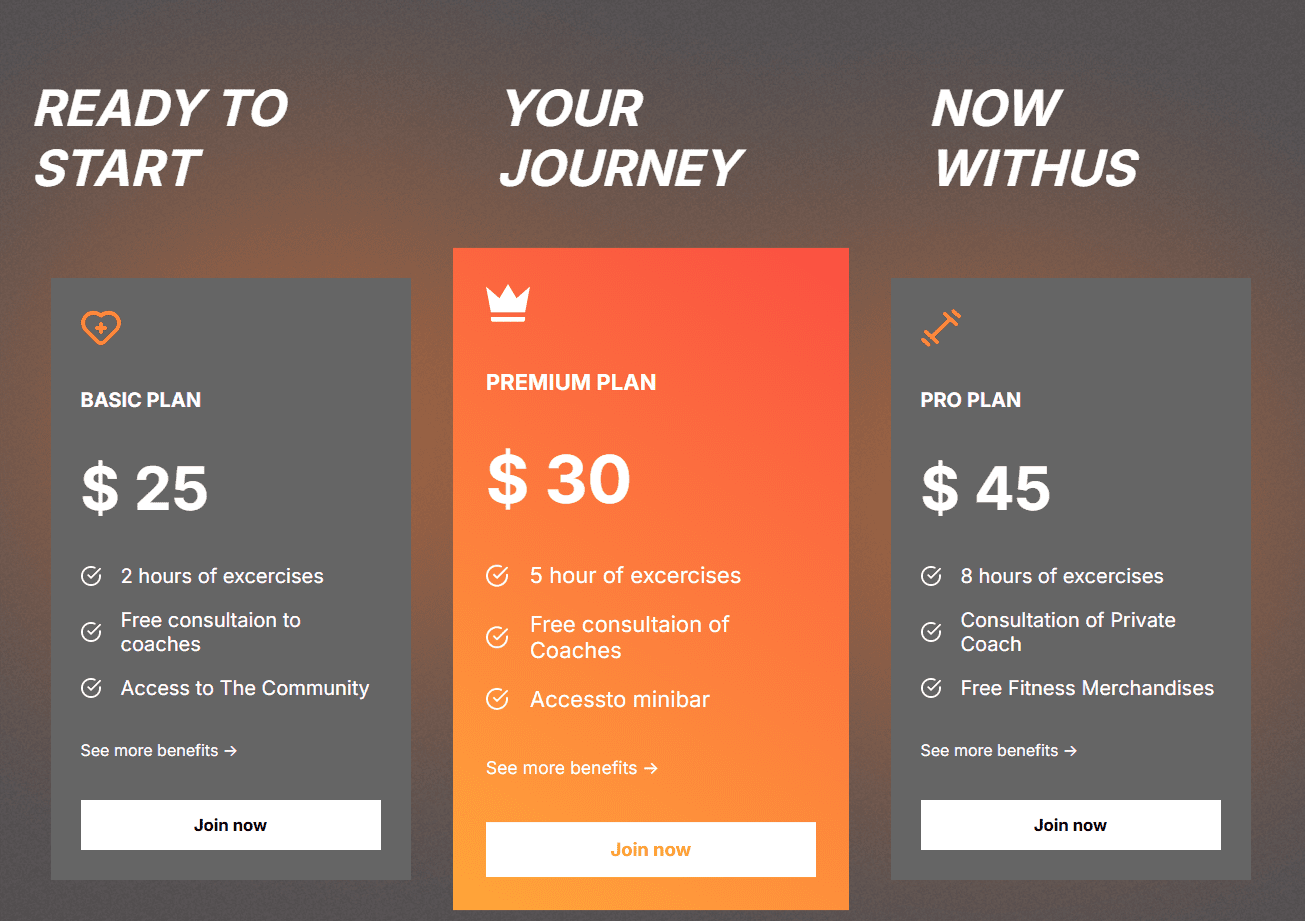 READY TO
START
YOUR
JOURNEY
NOW
WITHUS
BASIC PLAN
$ 25
2 hours of excercises
Free consultaion to
coaches
Access to The Community
See more benefits →
Join now
PREMIUM PLAN
$ 30
5 hour of excercises
Free consultaion of
Coaches
Accessto minibar
See more benefits →
Join now
PRO PLAN
$ 45
8 hours of excercises
Consultation of Private
Coach
Free Fitness Merchandises
See more benefits →
Join now